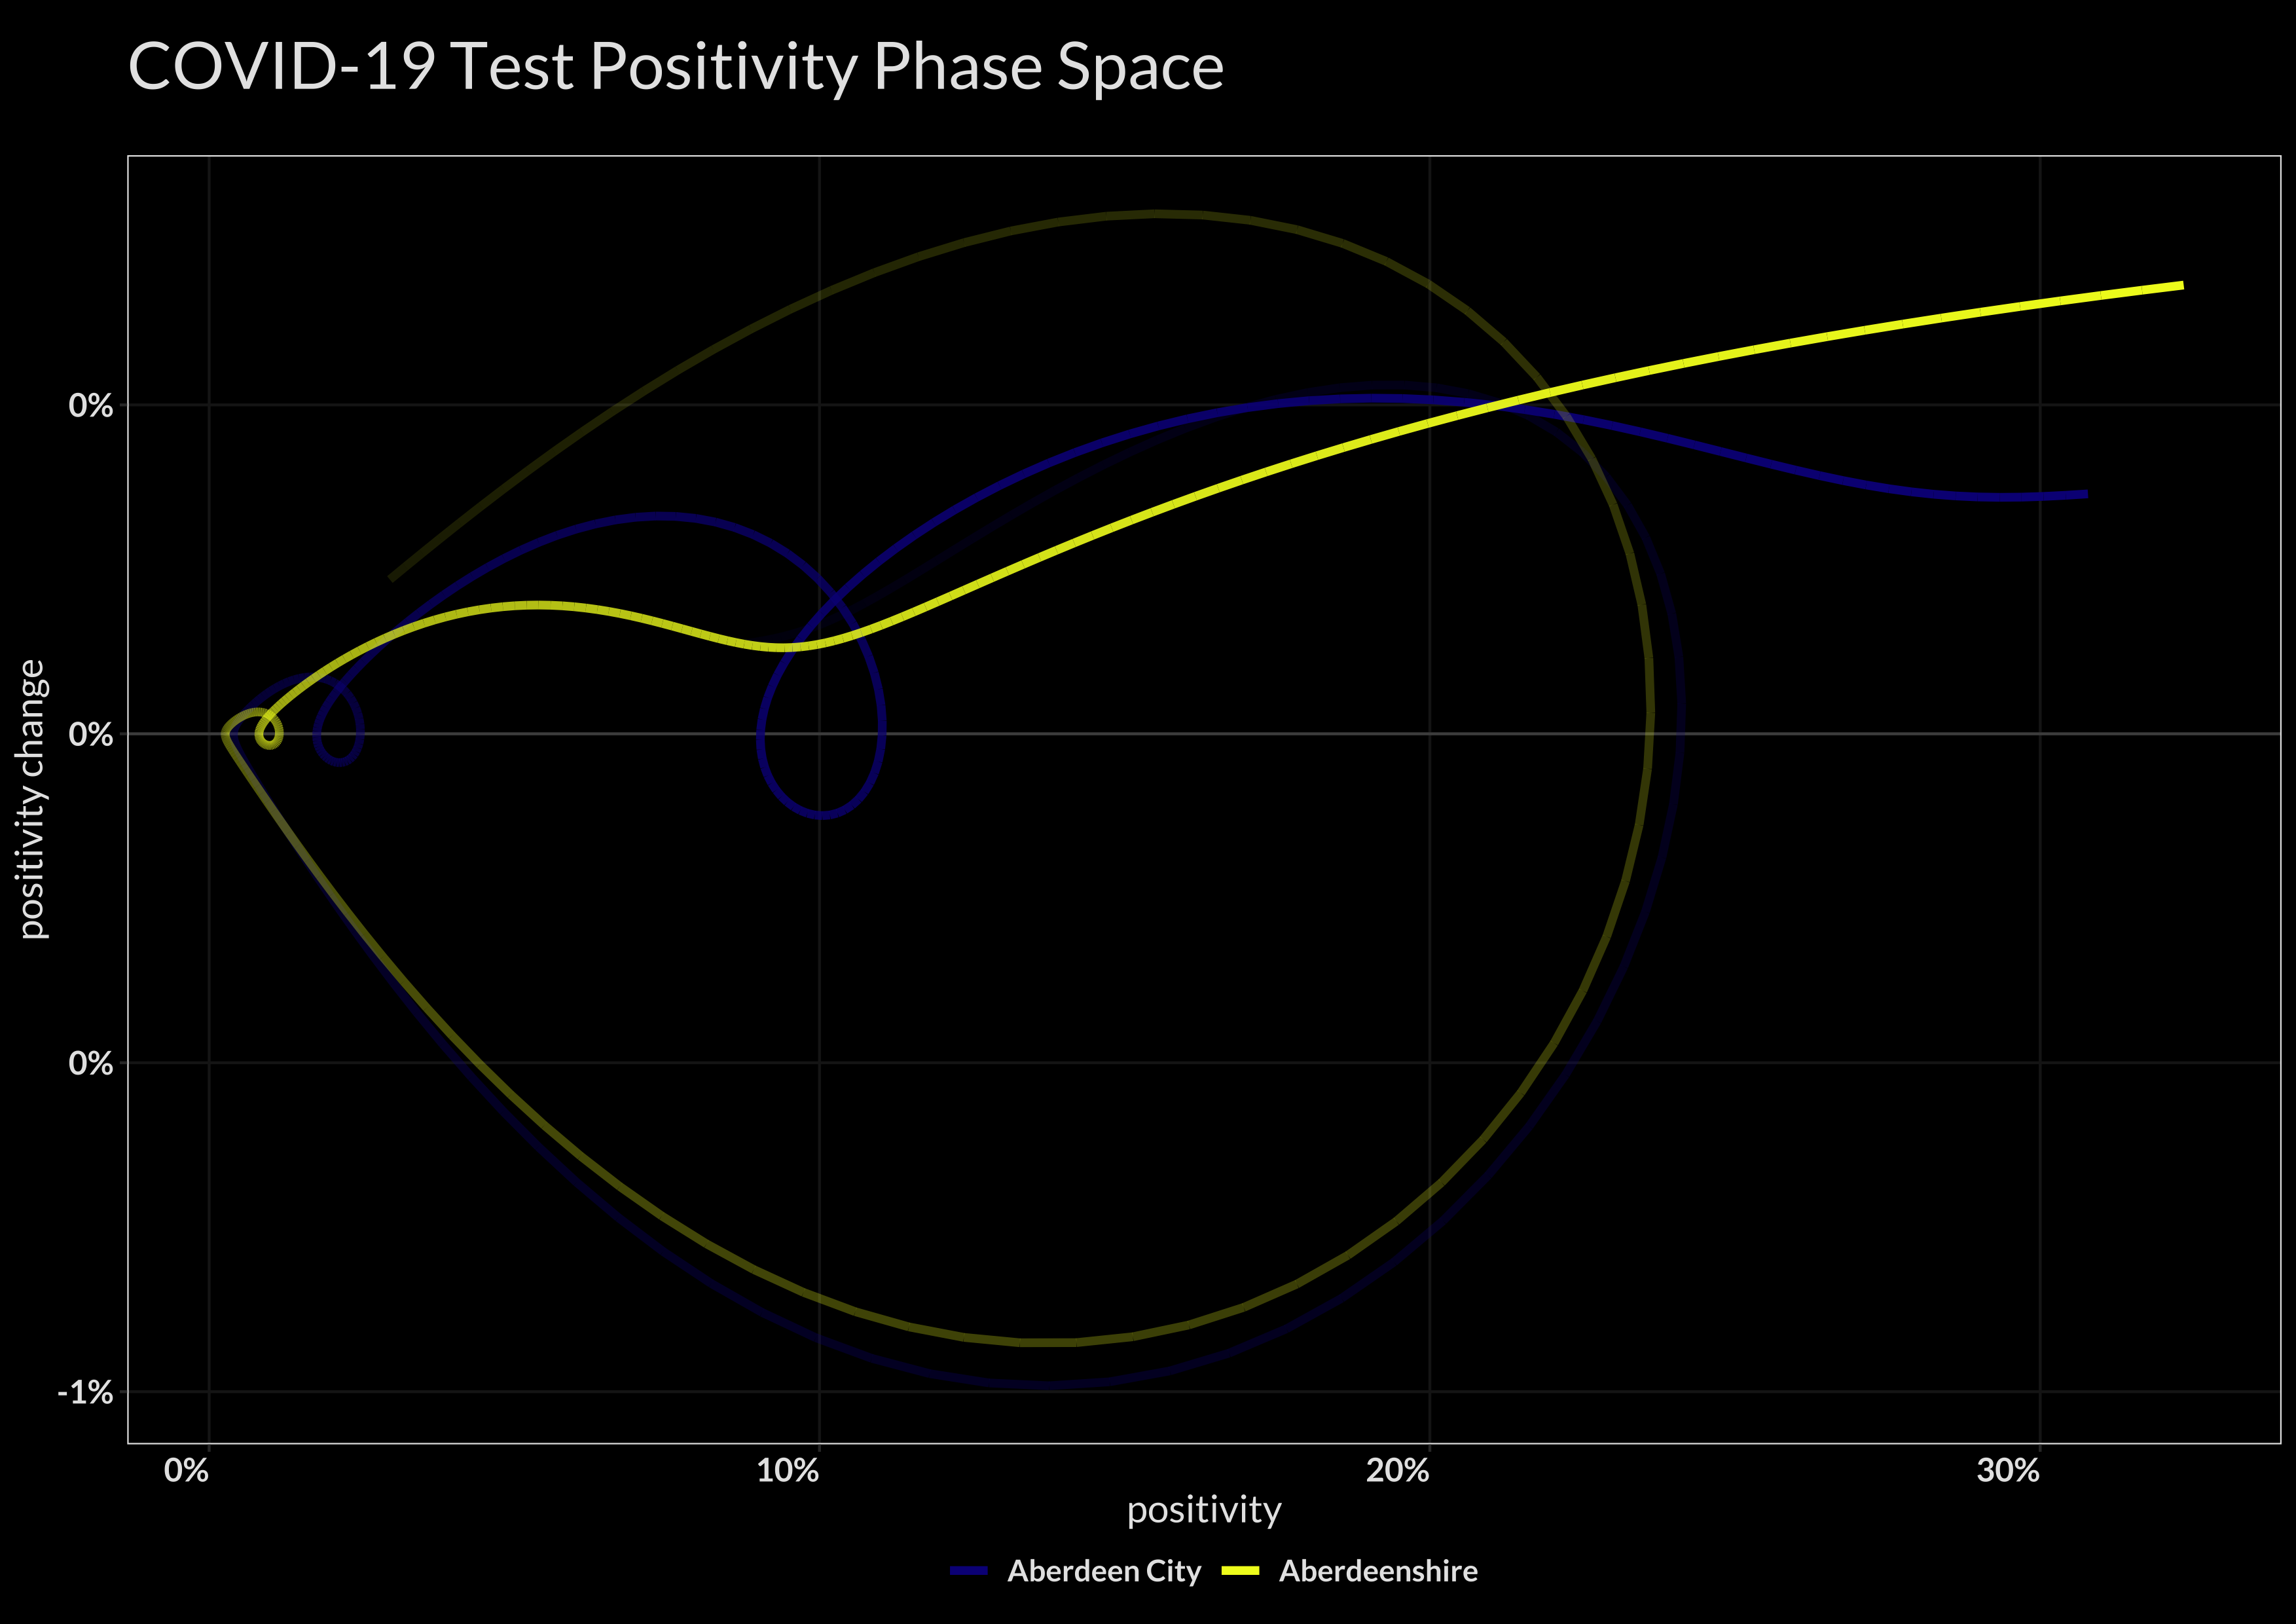 COVID-19 Test Positivity Phase Space
positivity change
0%
0%
0%
-1%
0% 10% 20% 30%
positivity
Aberdeen City Aberdeenshire